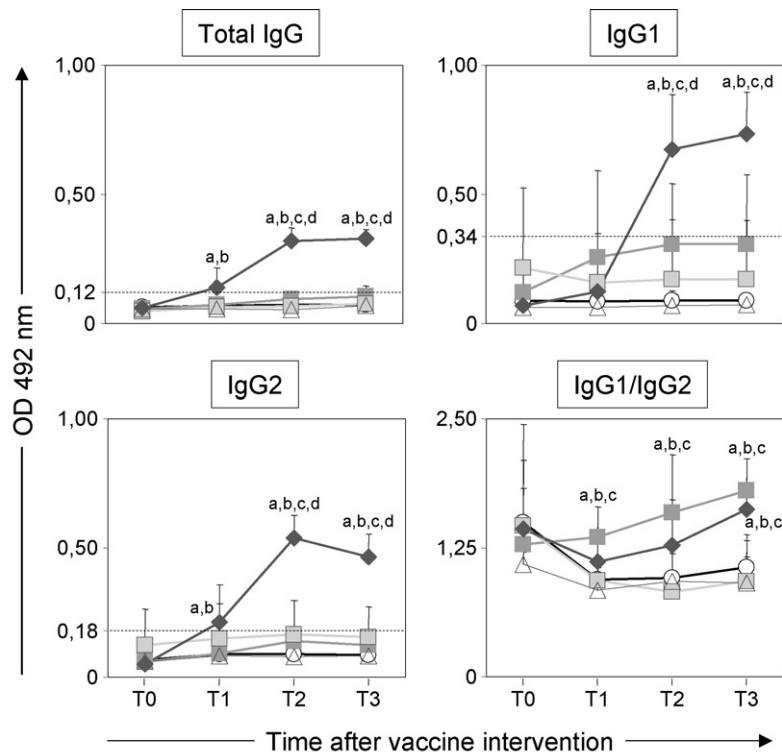 Total IgG
IgG1
1,00
0,50
0,12
0
a,b
a,b,c,d
a,b,c,d
1,00
0,50
0,34
0
a,b,c,d
a,b,c,d
OD 492 nm
IgG2
IgG1/IgG2
1,00
0,50
0,18
0
a,b
a,b,c,d
a,b,c,d
2,50
1,25
0
a,b,c
a,b,c
a,b,c
a,b,c
T0 T1 T2 T3
T0 T1 T2 T3
Time after vaccine intervention